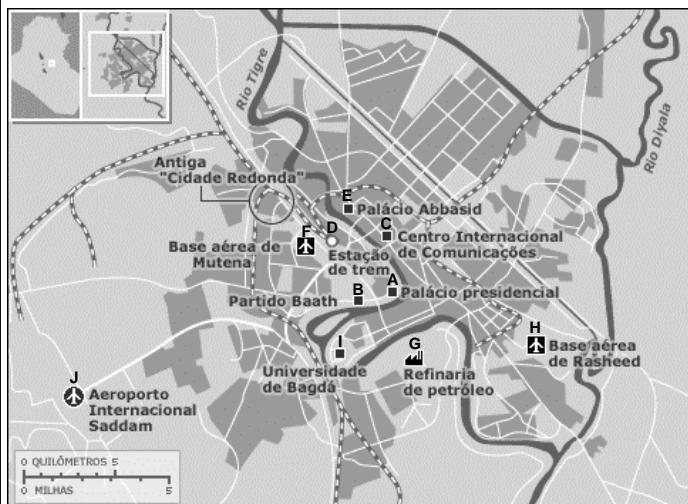 Rio Tigre
Rio Diyala
Antiga
"Cidade Redonda"
E
Palácio Abbasid
D
C
Centro Internacional
de Comunicações
F
Base aérea de
Mutena
Estação
de trem
B
Partido Baath
A
Palácio presidencial
I
Universidade
de Bagdá
G
Refinaria
de petróleo
H
Base aérea
de Rasheed
J
Aeroporto
Internacional
Saddam
0 QUILÔMETROS 5
0 MILHAS 5